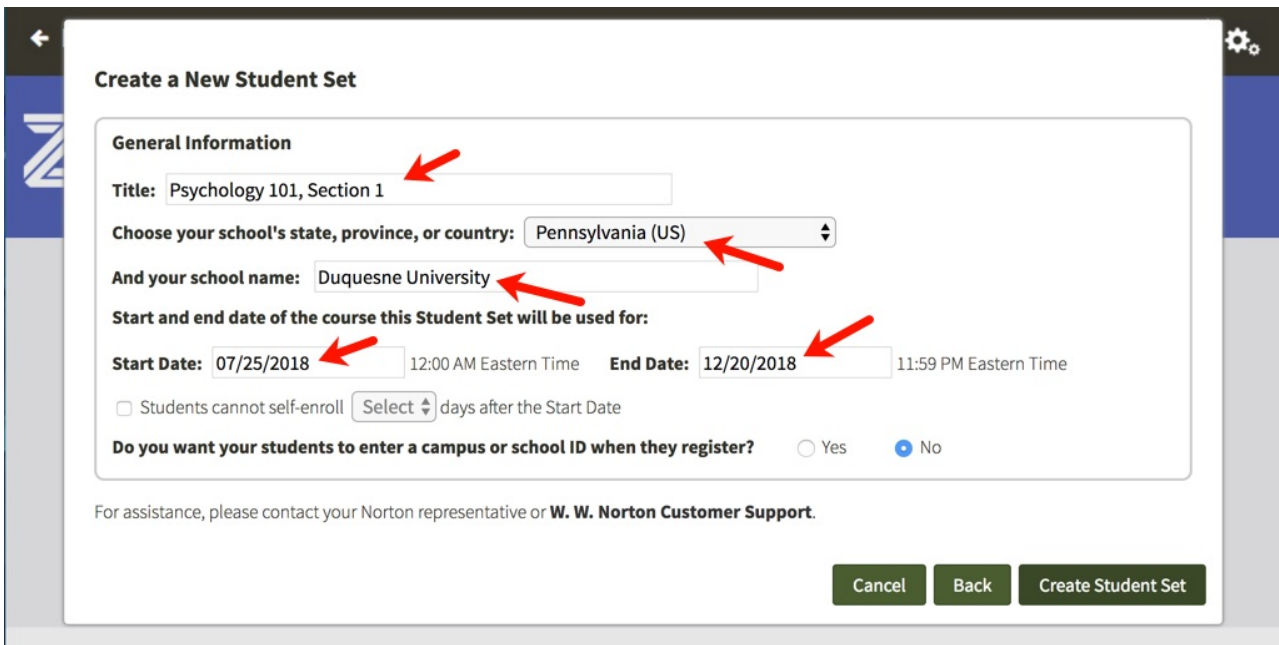 Create a New Student Set
General Information
Title: Psychology 101, Section 1
Choose your school's state, province, or country: Pennsylvania (US)
And your school name: Duquesne University
Start and end date of the course this Student Set will be used for:
Start Date: 07/25/2018 12:00 AM Eastern Time End Date: 12/20/2018 11:59 PM Eastern Time
Students cannot self-enroll Select days after the Start Date
Do you want your students to enter a campus or school ID when they register? Yes No
For assistance, please contact your Norton representative or W. W. Norton Customer Support.
Cancel Back Create Student Set